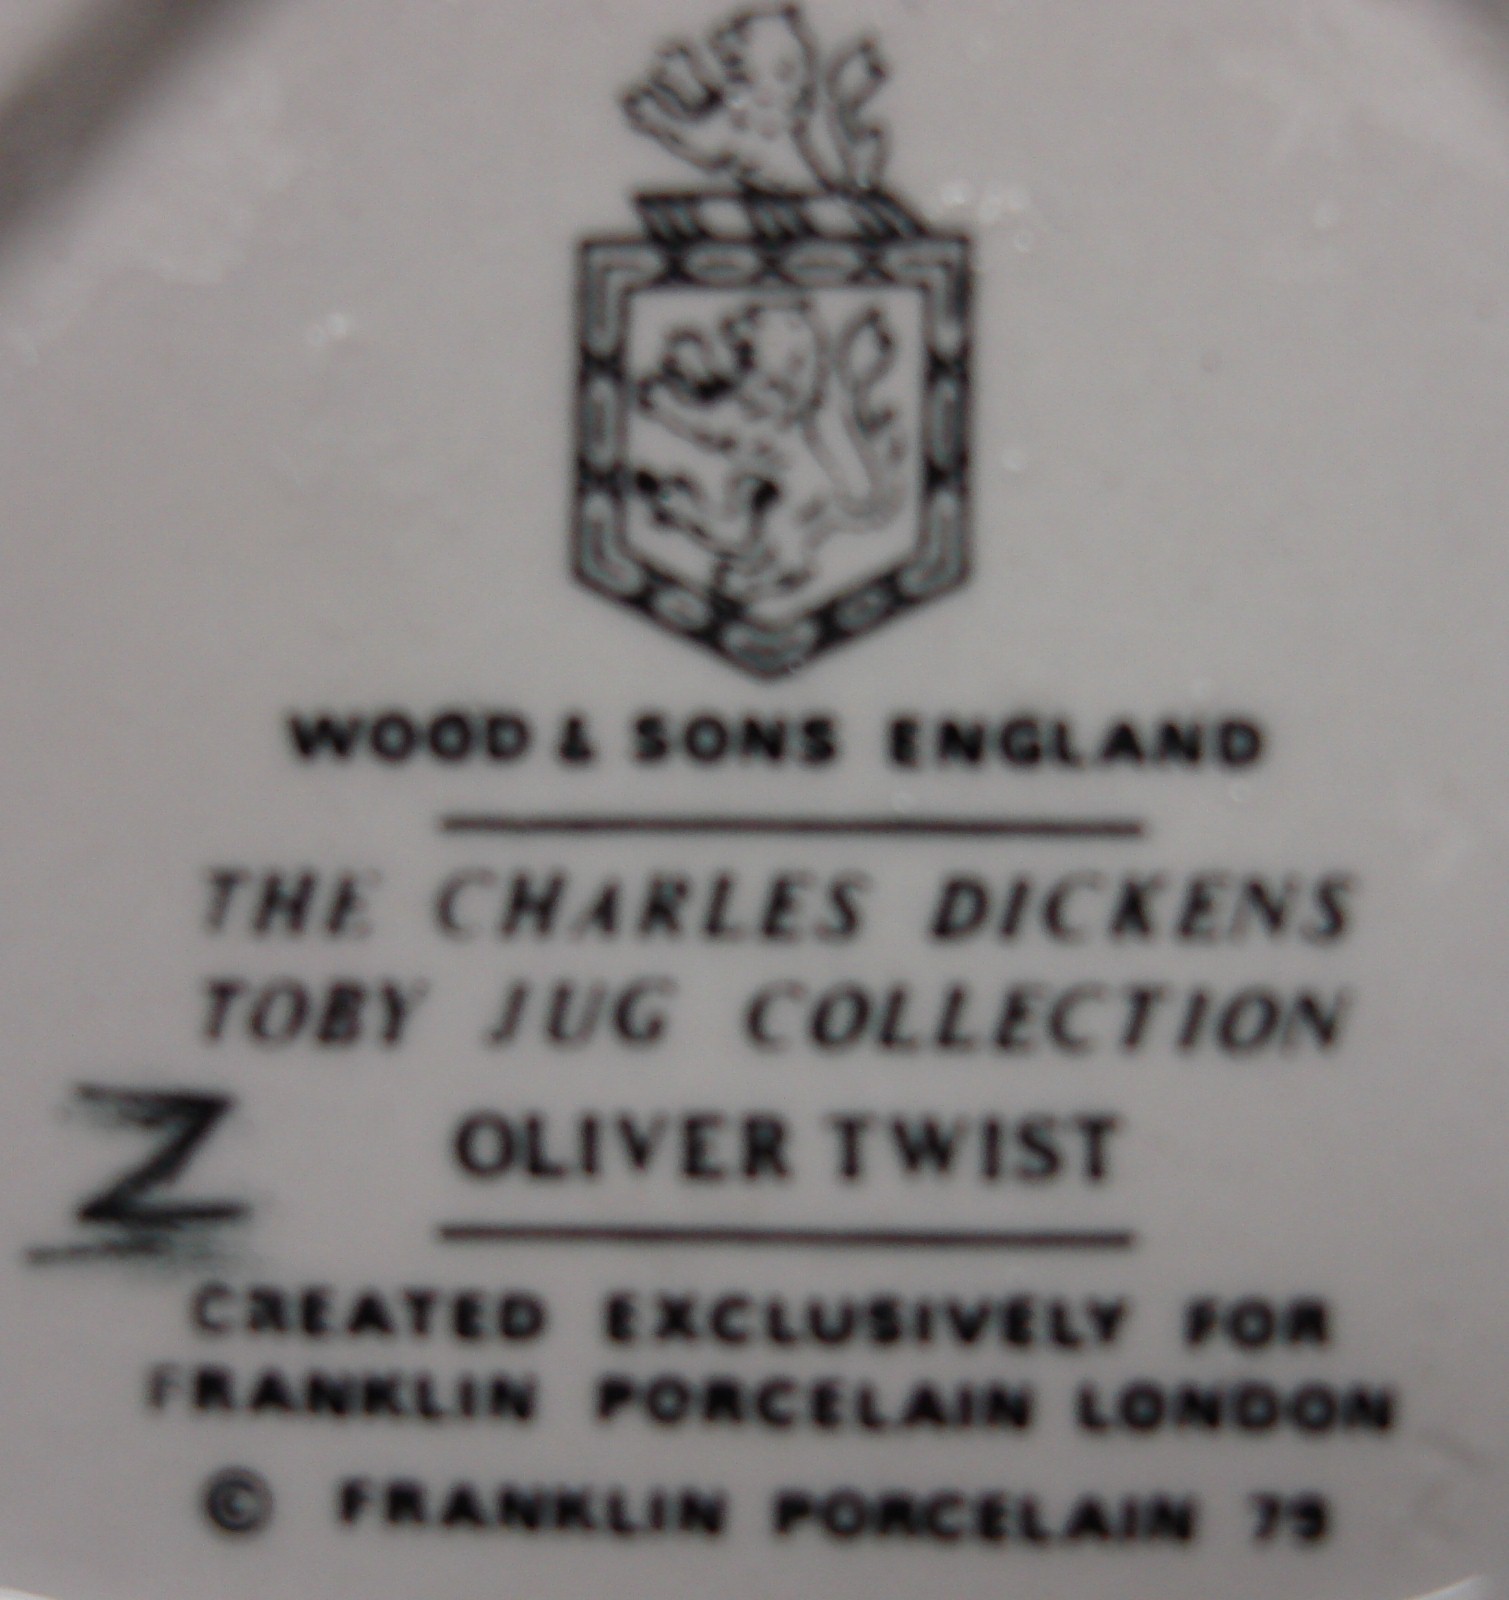 WOOD & SONS ENGLAND
THE CHARLES DICKENS
TOBY JUG COLLECTION
Z
OLIVER TWIST
CREATED EXCLUSIVELY FOR
FRANKLIN PORCELAIN LONDON
© FRANKLIN PORCELAIN 79